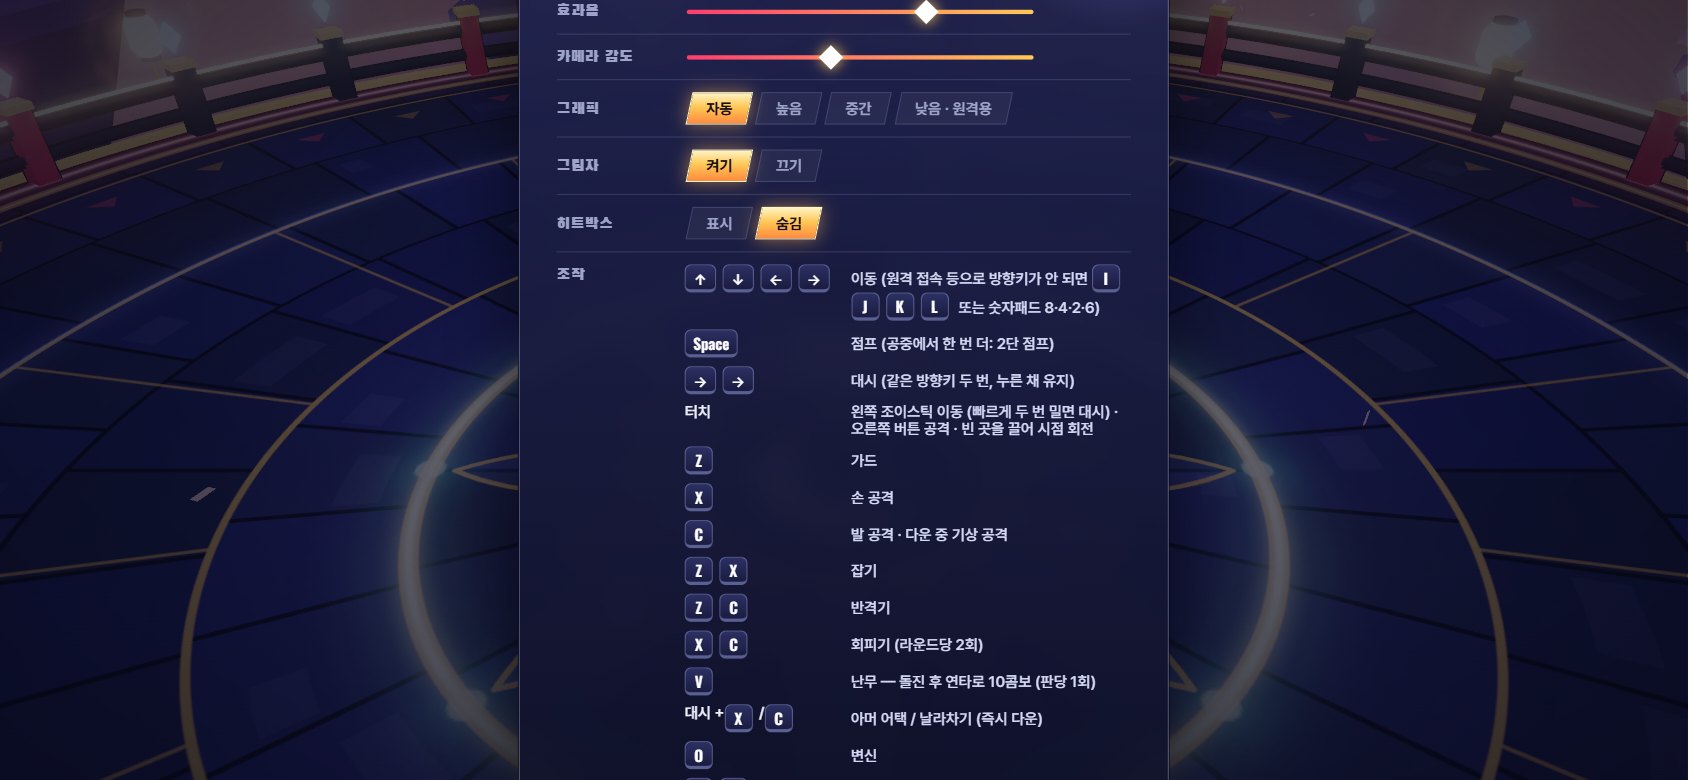 효과음
카메라 감도
그래픽 자동 높음 중간 낮음 · 원격용
그림자 켜기 끄기
히트박스 표시 숨김
조작 ↑ ↓ ← → 이동 (원격 접속 등으로 방향키가 안 되면 I
J K L 또는 숫자패드 8·4·2·6)
Space 점프 (공중에서 한 번 더: 2단 점프)
→ → 대시 (같은 방향키 두 번, 누른 채 유지)
터치 왼쪽 조이스틱 이동 (빠르게 두 번 밀면 대시) ·
오른쪽 버튼 공격 · 빈 곳을 끌어 시점 회전
Z 가드
X 손 공격
C 발 공격 · 다운 중 기상 공격
Z X 잡기
Z C 반격기
X C 회피기 (라운드당 2회)
V 난무 — 돌진 후 연타로 10콤보 (판당 1회)
대시 + X / C 아머 어택 / 날라차기 (즉시 다운)
O 변신